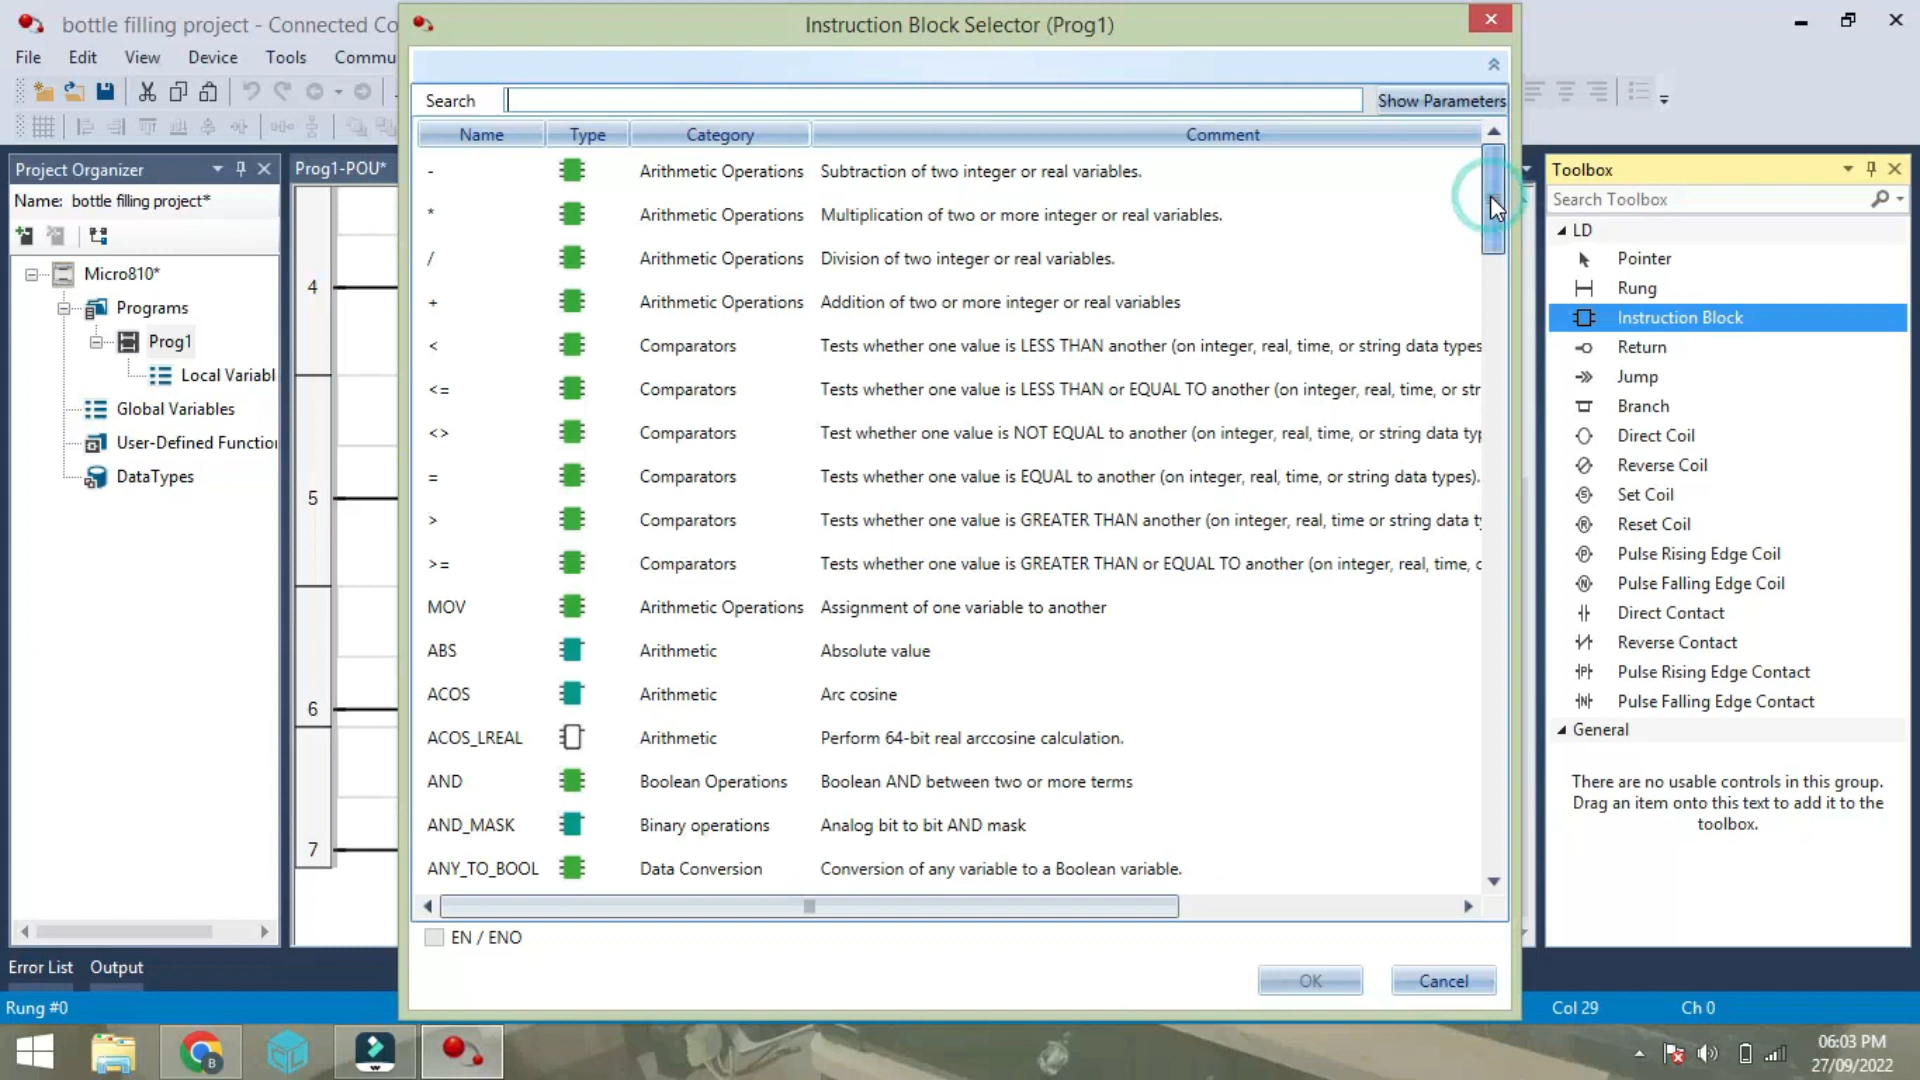 bottle filling project - Connected Co
Instruction Block Selector (Prog1)
File Edit View Device Tools Commu
Search Show Parameters
Name Type Category Comment
- Arithmetic Operations Subtraction of two integer or real variables.
* Arithmetic Operations Multiplication of two or more integer or real variables.
/ Arithmetic Operations Division of two integer or real variables.
+ Arithmetic Operations Addition of two or more integer or real variables
< Comparators Tests whether one value is LESS THAN another (on integer, real, time, or string data types
<= Comparators Tests whether one value is LESS THAN or EQUAL TO another (on integer, real, time, or str
<> Comparators Test whether one value is NOT EQUAL to another (on integer, real, time, or string data typ
= Comparators Tests whether one value is EQUAL to another (on integer, real, time, or string data types).
> Comparators Tests whether one value is GREATER THAN another (on integer, real, time or string data ty
>= Comparators Tests whether one value is GREATER THAN or EQUAL TO another (on integer, real, time, o
MOV Arithmetic Operations Assignment of one variable to another
ABS Arithmetic Absolute value
ACOS Arithmetic Arc cosine
ACOS_LREAL Arithmetic Perform 64-bit real arccosine calculation.
AND Boolean Operations Boolean AND between two or more terms
AND_MASK Binary operations Analog bit to bit AND mask
ANY_TO_BOOL Data Conversion Conversion of any variable to a Boolean variable.
EN / ENO
OK Cancel
Project Organizer
Name: bottle filling project*
Micro810*
Programs
Prog1
Local Variabl
Global Variables
User-Defined Function
DataTypes
Prog1-POU*
4
5
6
7
Toolbox
Search Toolbox
LD
Pointer
Rung
Instruction Block
Return
Jump
Branch
Direct Coil
Reverse Coil
Set Coil
Reset Coil
Pulse Rising Edge Coil
Pulse Falling Edge Coil
Direct Contact
Reverse Contact
Pulse Rising Edge Contact
Pulse Falling Edge Contact
General
There are no usable controls in this group.
Drag an item onto this text to add it to the
toolbox.
Error List Output
Rung #0 Col 29 Ch 0
06:03 PM
27/09/2022